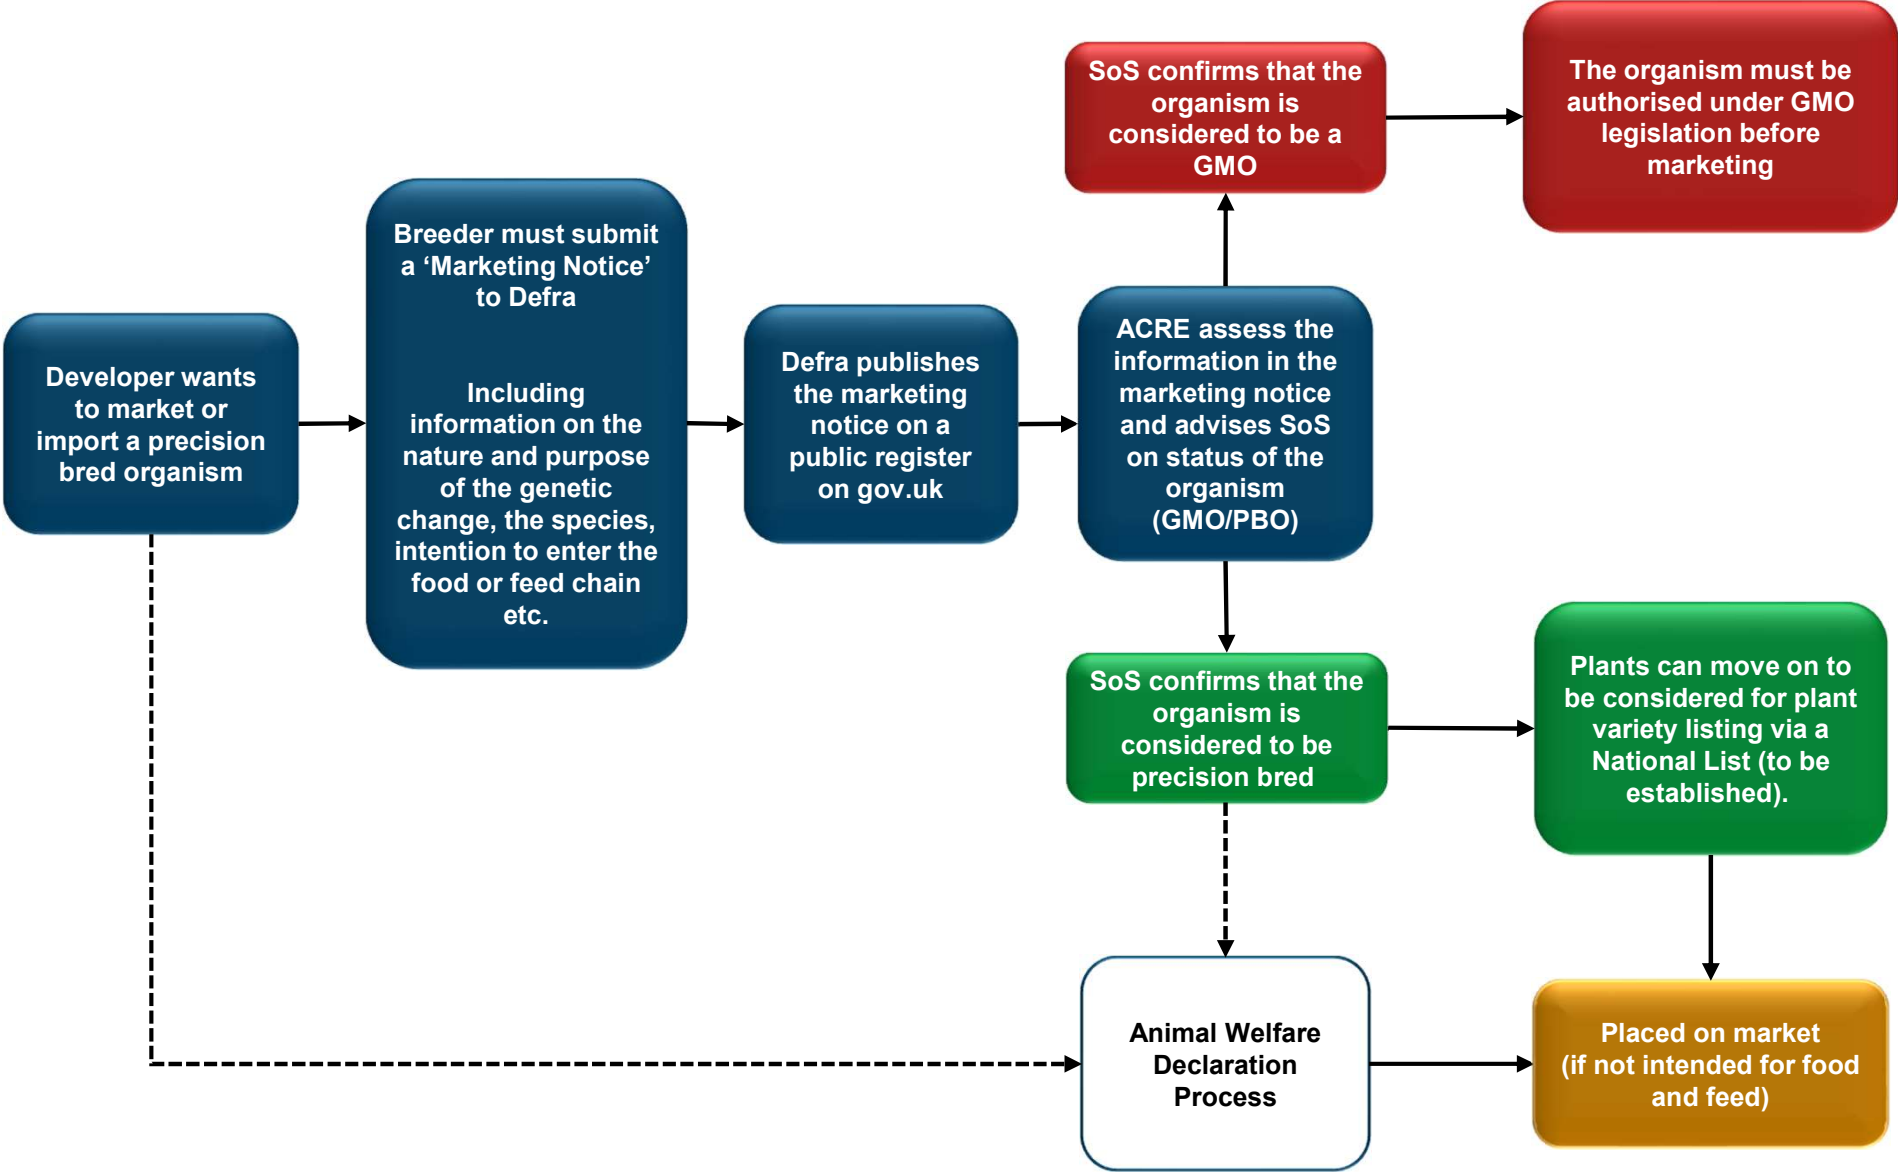 Developer wants
to market or
import a precision
bred organism
Breeder must submit
a ‘Marketing Notice’
to Defra
Including
information on the
nature and purpose
of the genetic
change, the species,
intention to enter the
food or feed chain
etc.
Defra publishes
the marketing
notice on a
public register
on gov.uk
ACRE assess the
information in the
marketing notice
and advises SoS
on status of the
organism
(GMO/PBO)
SoS confirms that the
organism is
considered to be a
GMO
The organism must be
authorised under GMO
legislation before
marketing
SoS confirms that the
organism is
considered to be
precision bred
Plants can move on to
be considered for plant
variety listing via a
National List (to be
established).
Animal Welfare
Declaration
Process
Placed on market
(if not intended for food
and feed)